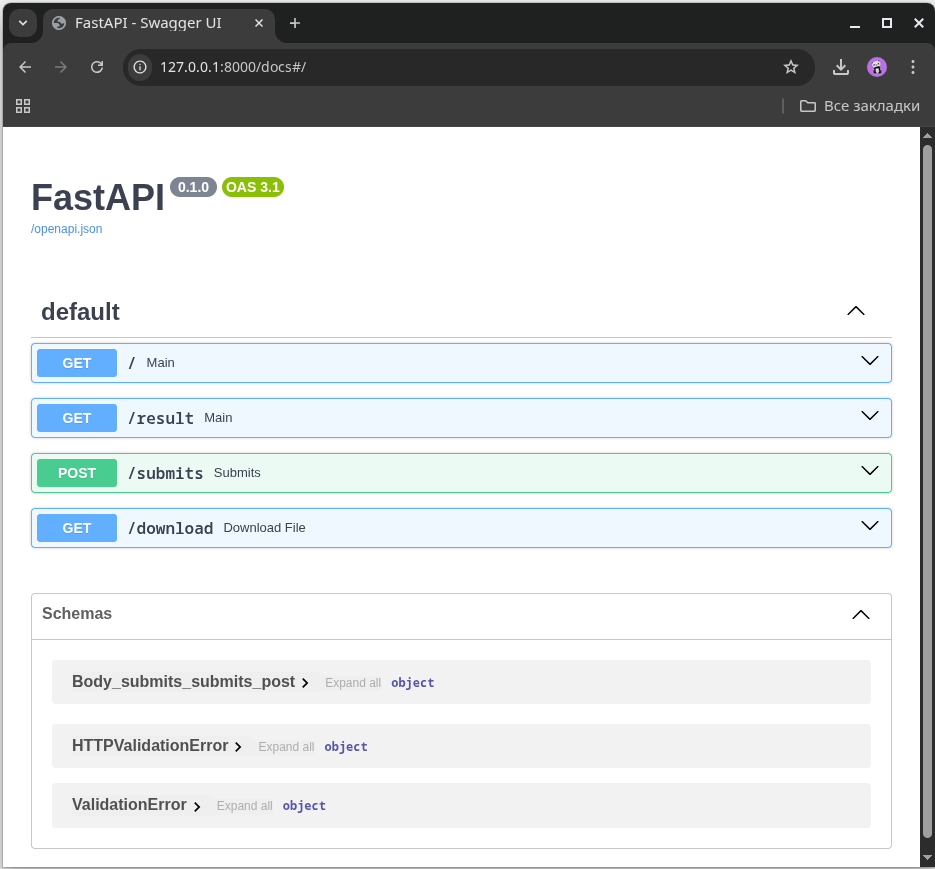 FastAPI - Swagger UI
127.0.0.1:8000/docs#/
Все закладки
FastAPI 0.1.0 OAS 3.1
/openapi.json
default
GET / Main
GET /result Main
POST /submits Submits
GET /download Download File
Schemas
Body_submits_submits_post Expand all object
HTTPValidationError Expand all object
ValidationError Expand all object